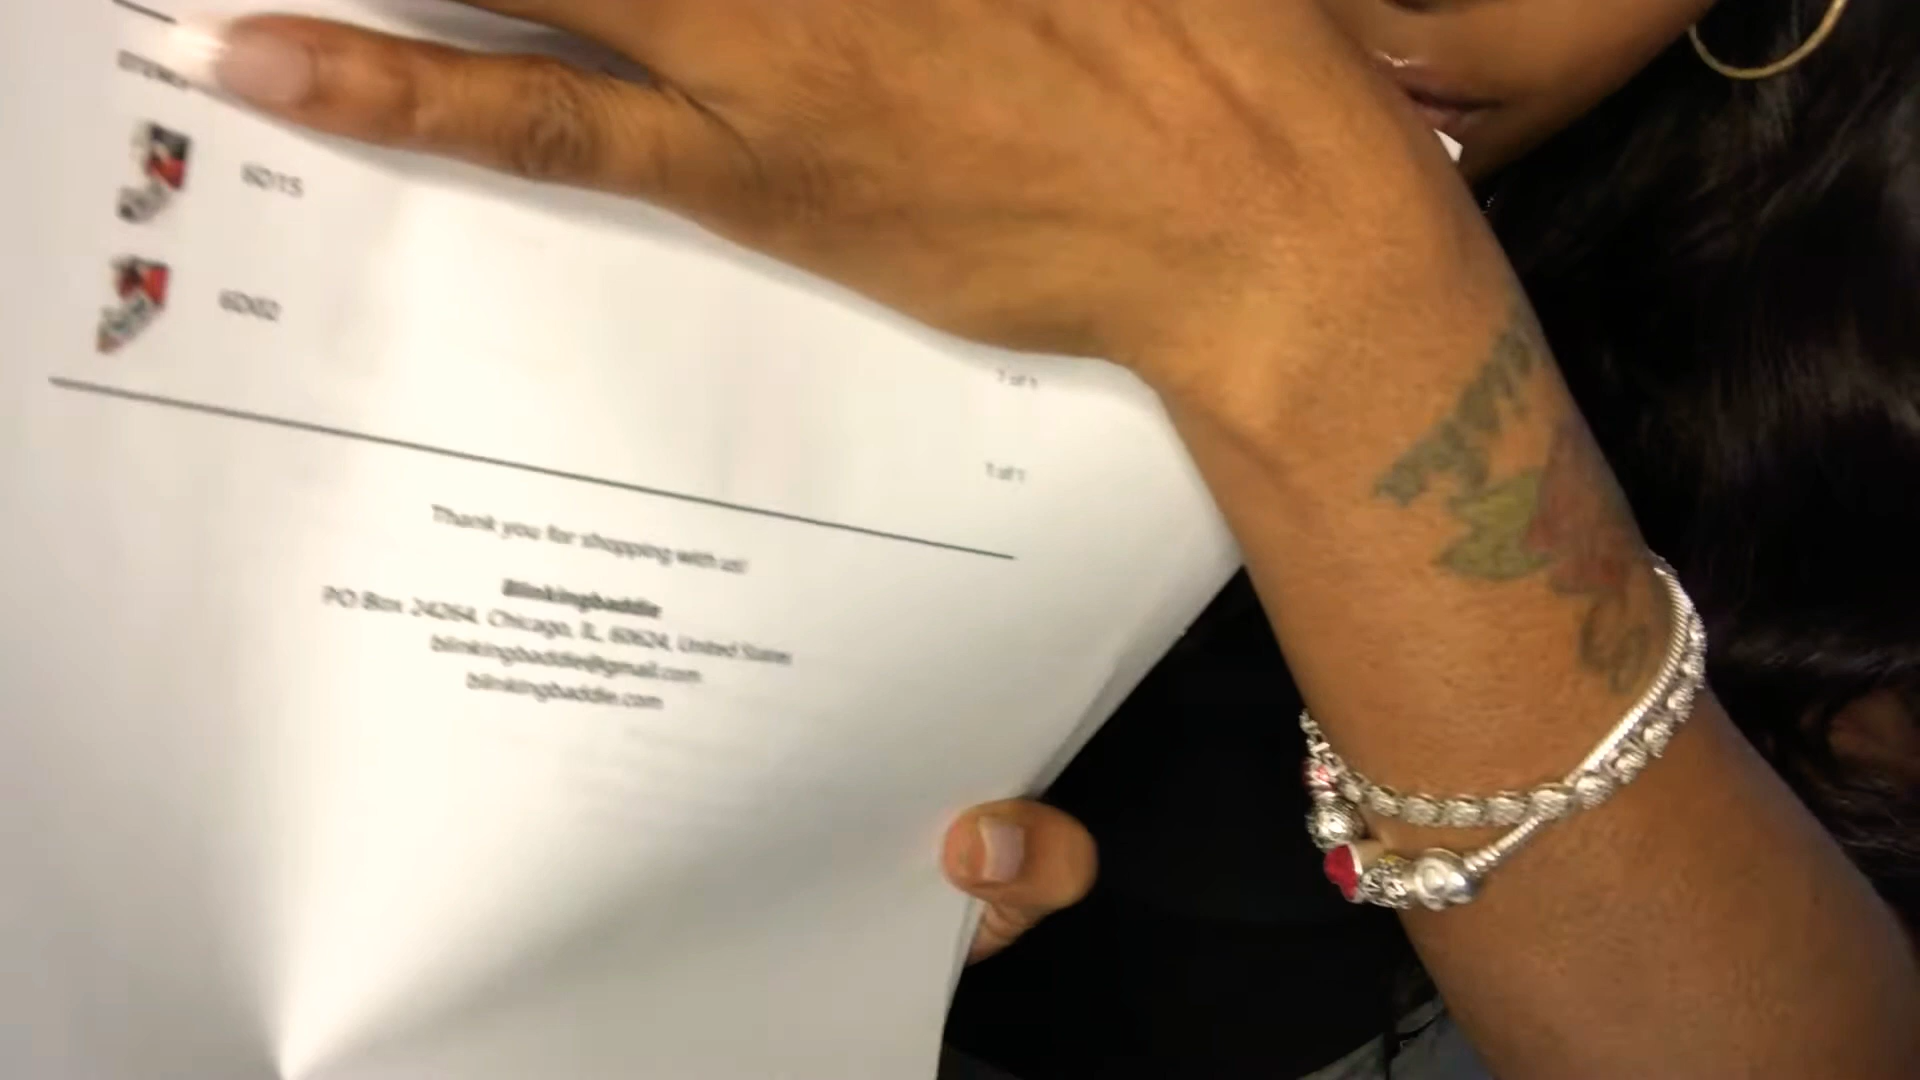 ITEMS
6D15
6D02
1 of 1
1 of 1
Thank you for shopping with us!
Blinkingbaddie
PO Box 24264, Chicago, IL, 60624, United States
blinkingbaddie@gmail.com
blinkingbaddie.com